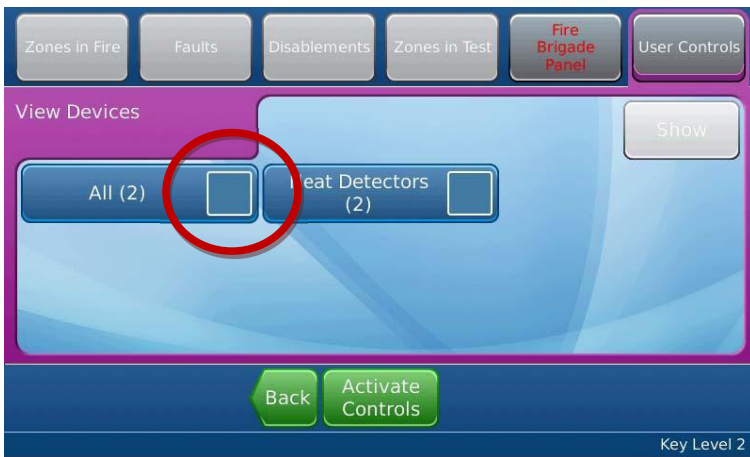 Zones in Fire
Faults
Disablements
Zones in Test
Fire
Brigade
Panel
User Controls
View Devices
Show
All (2)
Heat Detectors
(2)
Back
Activate
Controls
Key Level 2